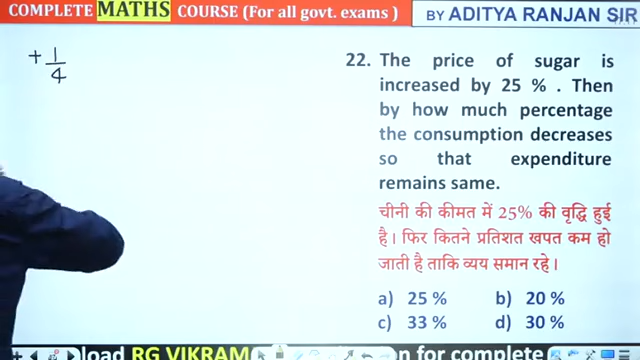 COMPLETE MATHS COURSE (For all govt. exams)
BY ADITYA RANJAN SIR
+ 1/4
22. The price of sugar is
increased by 25 % . Then
by how much percentage
the consumption decreases
so that expenditure
remains same.
चीनी की कीमत में 25% की वृद्धि हुई
है। फिर कितने प्रतिशत खपत कम हो
जाती है ताकि व्यय समान रहे।
a) 25 % b) 20 %
c) 33 % d) 30 %
load RG VIKRAM
on for complete